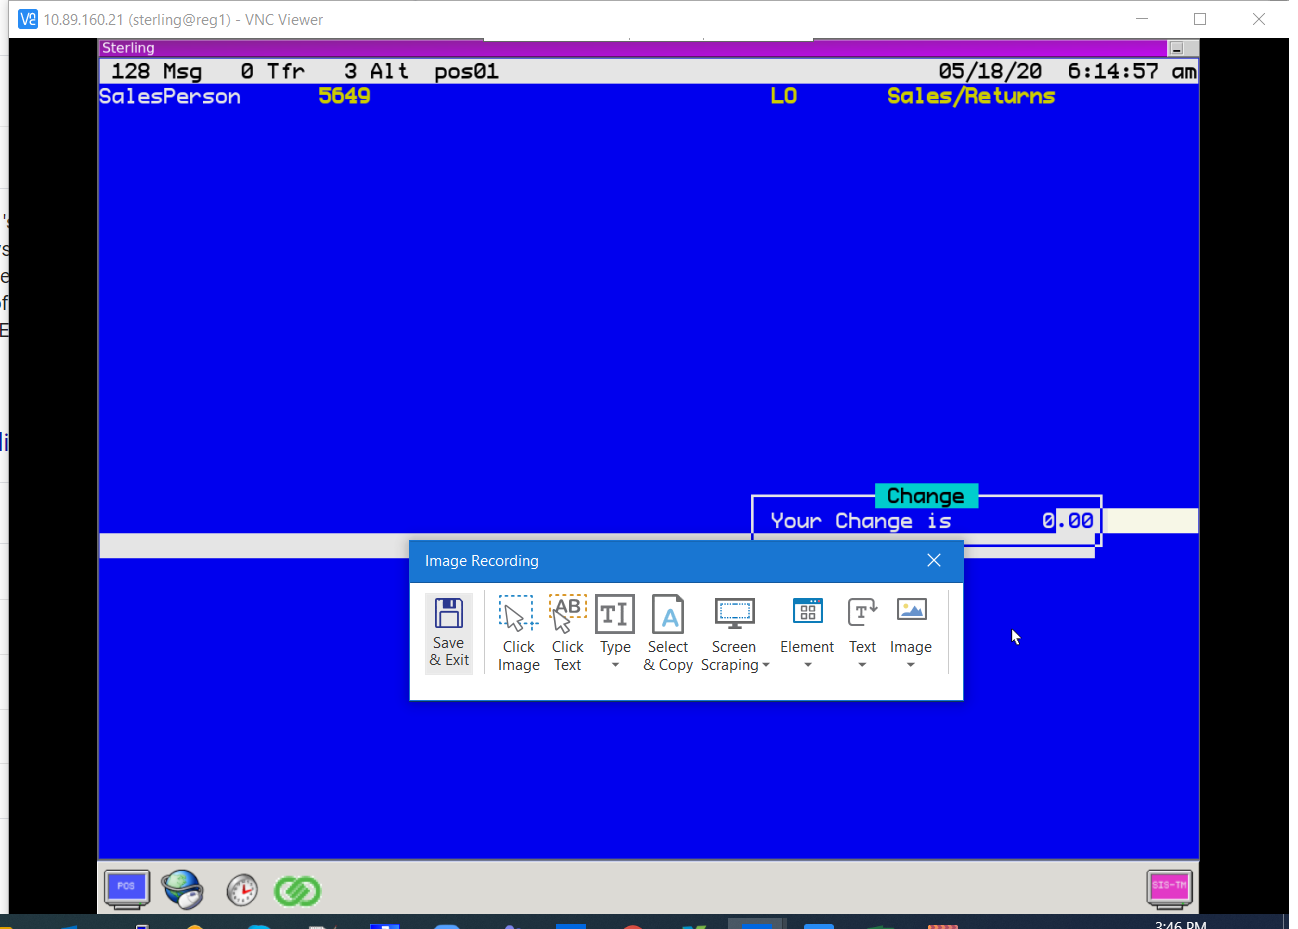 10.89.160.21 (sterling@reg1) - VNC Viewer
Sterling
128 Msg 0 Tfr 3 Alt pos01 05/18/20 6:14:57 am
SalesPerson 5649 LO Sales/Returns
Change
Your Change is 0.00
Image Recording
Save & Exit
Click Image
Click Text
Type
Select & Copy
Screen Scraping
Element
Text
Image
POS
SIS-TM
3:46 PM